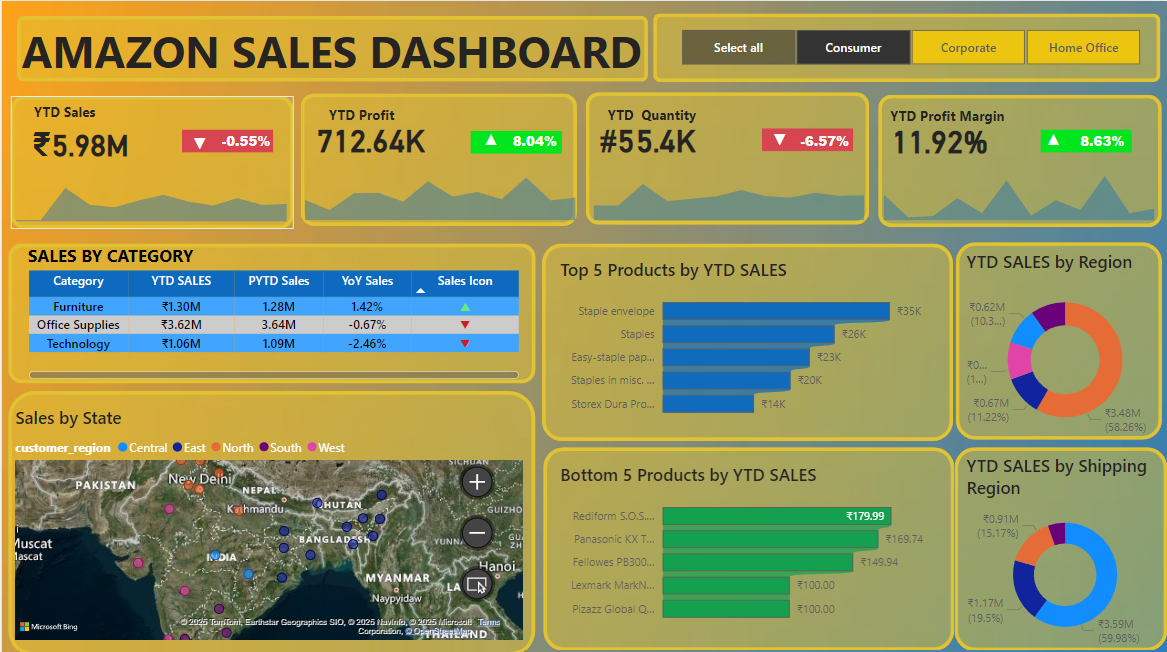 AMAZON SALES DASHBOARD
Select all
Consumer
Corporate
Home Office
YTD Sales
₹5.98M
-0.55%
YTD Profit
712.64K
8.04%
YTD Quantity
#55.4K
-6.57%
YTD Profit Margin
11.92%
8.63%
SALES BY CATEGORY
Category YTD SALES PYTD Sales YoY Sales Sales Icon
Furniture ₹1.30M 1.28M 1.42%
Office Supplies ₹3.62M 3.64M -0.67%
Technology ₹1.06M 1.09M -2.46%
Top 5 Products by YTD SALES
Staple envelope ₹35K
Staples ₹26K
Easy-staple pap... ₹23K
Staples in misc. ... ₹20K
Storex Dura Pro... ₹14K
YTD SALES by Region
₹0.62M
(10.3...)
₹0...
(1...)
₹0.67M
(11.22%)
₹3.48M
(58.26%)
Sales by State
customer_region Central East North South West
PAKISTAN
New Delhi
NEPAL
Kathmandu
BHUTAN
SICHUAN
GUIZHO
Muscat
Mascat
INDIA
BANGLADESH
YUNNA
MYANMAR
Naypyidaw
Hanoi
LA
THAILAND
Microsoft Bing
© 2025 TomTom, Earthstar Geographics SIO, © 2025 NavInfo, © 2025 Microsoft Terms
Corporation, © OpenStreetMap
Bottom 5 Products by YTD SALES
Rediform S.O.S.... ₹179.99
Panasonic KX T... ₹169.74
Fellowes PB300... ₹149.94
Lexmark MarkN... ₹100.00
Pizazz Global Q... ₹100.00
YTD SALES by Shipping
Region
₹0.91M
(15.17%)
₹1.17M
(19.5%)
₹3.59M
(59.98%)